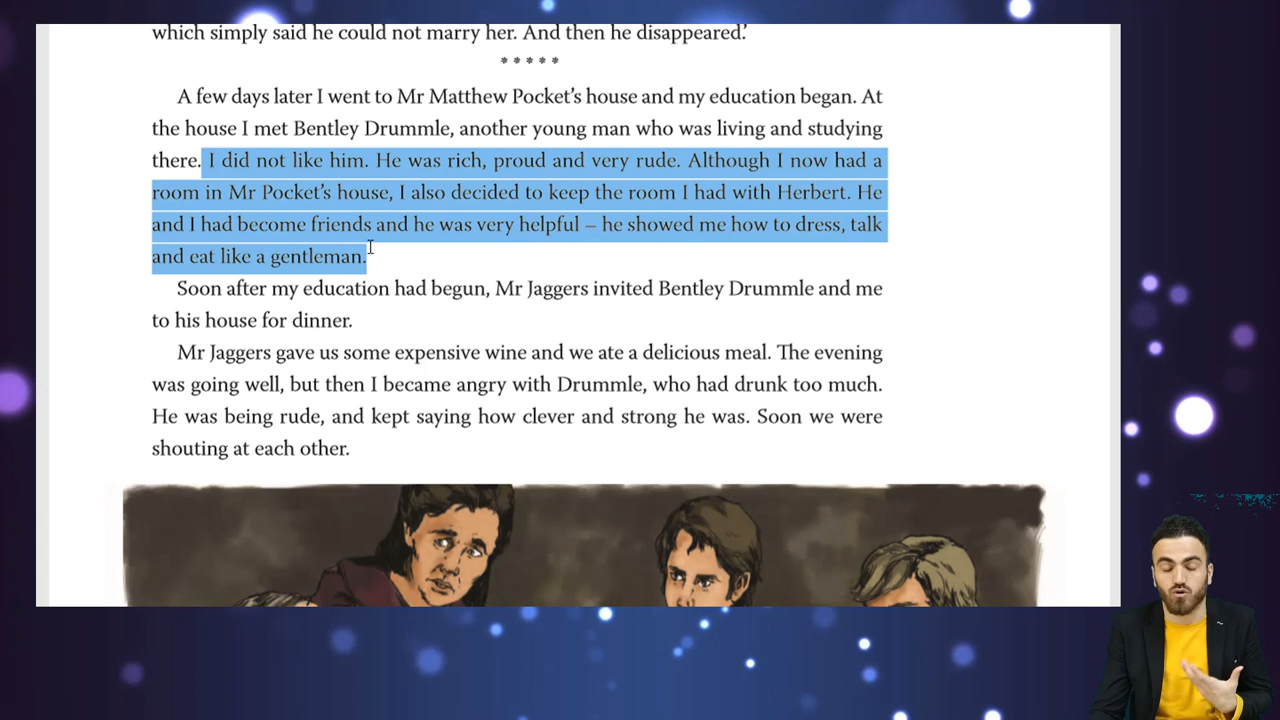 which simply said he could not marry her. And then he disappeared.’
*****
A few days later I went to Mr Matthew Pocket’s house and my education began. At
the house I met Bentley Drummle, another young man who was living and studying
there. I did not like him. He was rich, proud and very rude. Although I now had a
room in Mr Pocket’s house, I also decided to keep the room I had with Herbert. He
and I had become friends and he was very helpful – he showed me how to dress, talk
and eat like a gentleman.
Soon after my education had begun, Mr Jaggers invited Bentley Drummle and me
to his house for dinner.
Mr Jaggers gave us some expensive wine and we ate a delicious meal. The evening
was going well, but then I became angry with Drummle, who had drunk too much.
He was being rude, and kept saying how clever and strong he was. Soon we were
shouting at each other.